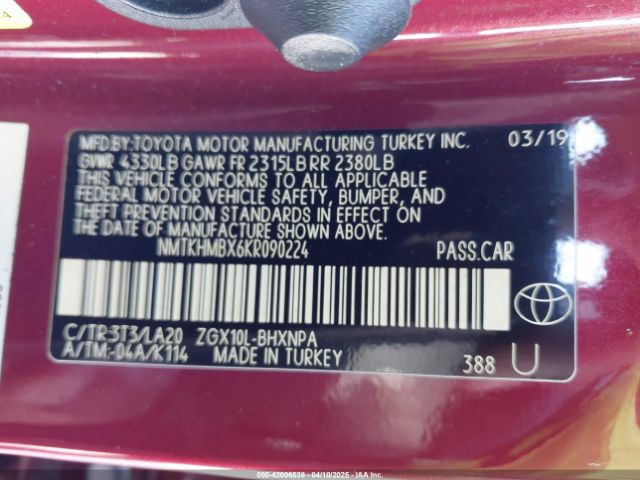 MFD.BY:TOYOTA MOTOR MANUFACTURING TURKEY INC. 03/19
GVWR 4330LB GAWR FR 2315LB RR 2380LB
THIS VEHICLE CONFORMS TO ALL APPLICABLE
FEDERAL MOTOR VEHICLE SAFETY, BUMPER, AND
THEFT PREVENTION STANDARDS IN EFFECT ON
THE DATE OF MANUFACTURE SHOWN ABOVE.
NMTKHMBX6KR090224 PASS.CAR
C/TR:3T3/LA20 ZGX10L-BHXNPA
A/TM:-04A/K114 MADE IN TURKEY 388 U
000-42006538 - 04/10/2025 - IAA Inc.